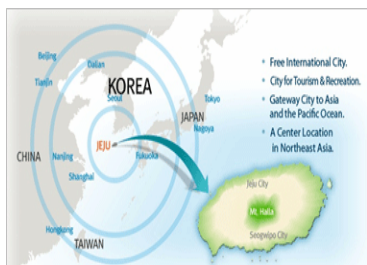 Beijing
Dalian
Tianjin
KOREA
Seoul
Tokyo
JAPAN
Nagoya
JEJU
Fukuoka
CHINA
Nanjing
Shanghai
Hongkong
TAIWAN
• Free International City.
• City for Tourism & Recreation.
• Gateway City to Asia
and the Pacific Ocean.
• A Center Location
in Northeast Asia.
Jeju City
Mt. Halla
Seogwipo City